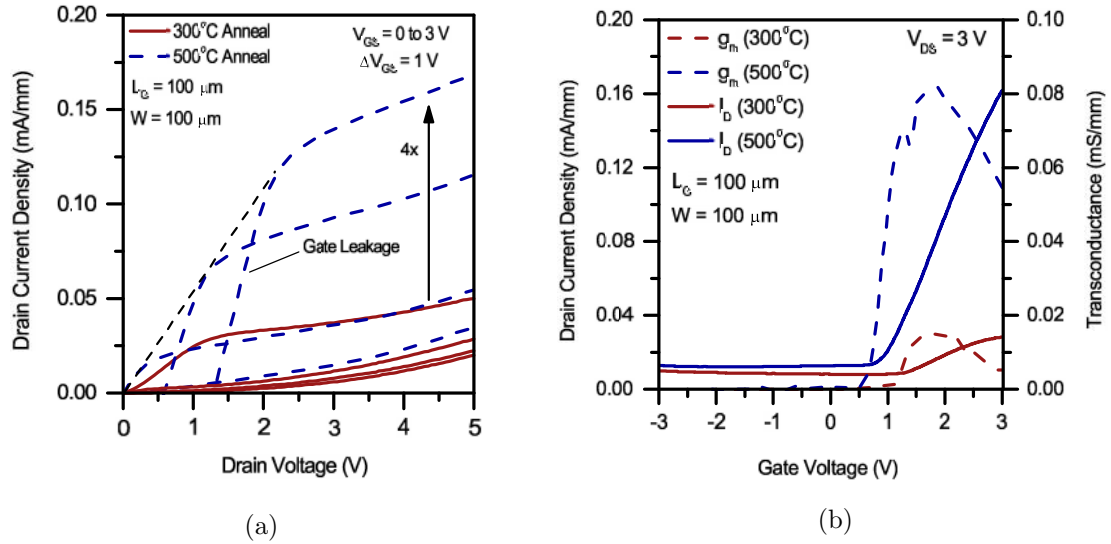 0.20
0.15
0.10
0.05
0.00
0
1
2
3
4
5
Drain Current Density (mA/mm)
Drain Voltage (V)
300°C Anneal
500°C Anneal
L_G = 100 μm
W = 100 μm
V_GS = 0 to 3 V
ΔV_GS = 1 V
4x
Gate Leakage
(a)
0.20
0.16
0.12
0.08
0.04
0.00
-3
-2
-1
0
1
2
3
Drain Current Density (mA/mm)
Gate Voltage (V)
g_m (300°C)
g_m (500°C)
I_D (300°C)
I_D (500°C)
L_G = 100 μm
W = 100 μm
V_DS = 3 V
0.10
0.08
0.06
0.04
0.02
0.00
Transconductance (mS/mm)
(b)